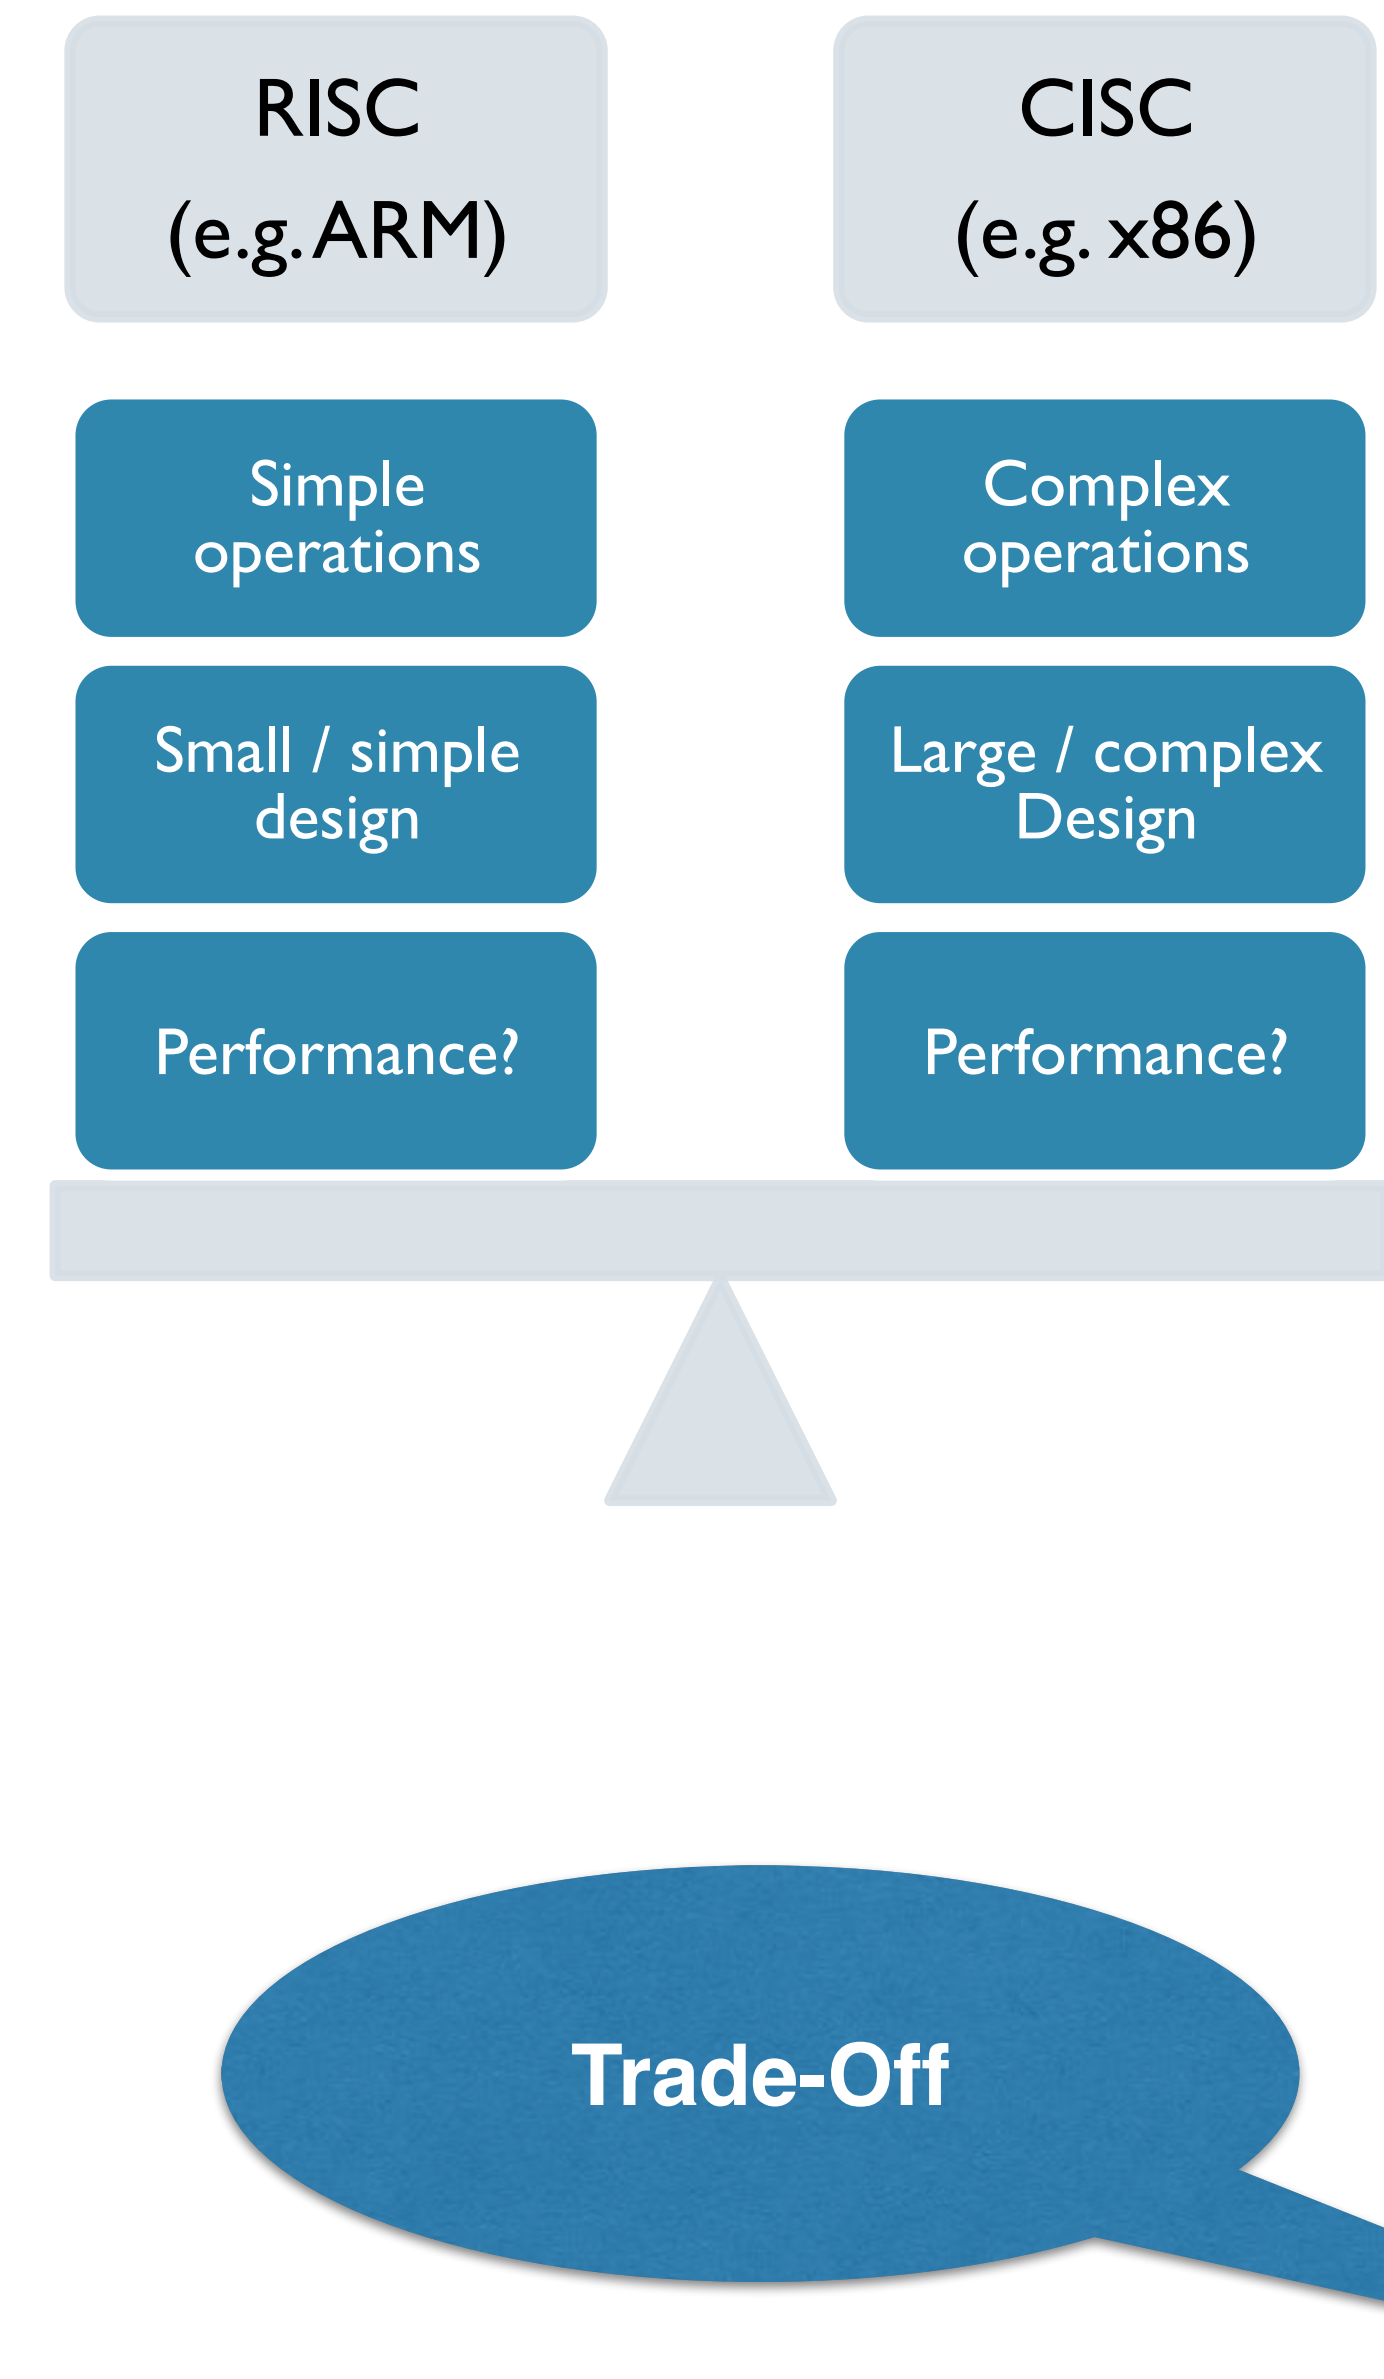 RISC
(e.g. ARM)
Simple
operations
Small / simple
design
Performance?
CISC
(e.g. x86)
Complex
operations
Large / complex
Design
Performance?
Trade-Off